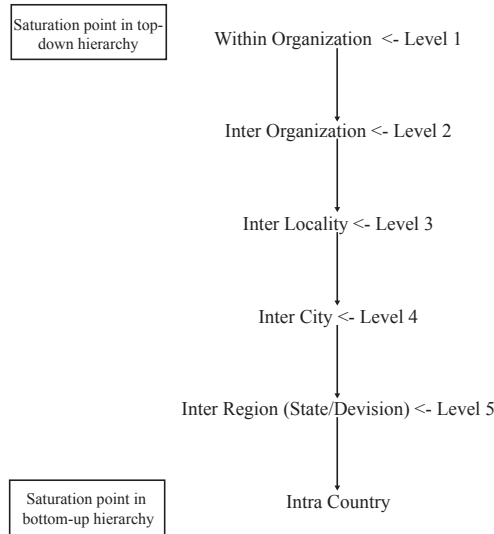 Saturation point in top-
down hierarchy
Within Organization <- Level 1
Inter Organization <- Level 2
Inter Locality <- Level 3
Inter City <- Level 4
Inter Region (State/Devision) <- Level 5
Saturation point in
bottom-up hierarchy
Intra Country